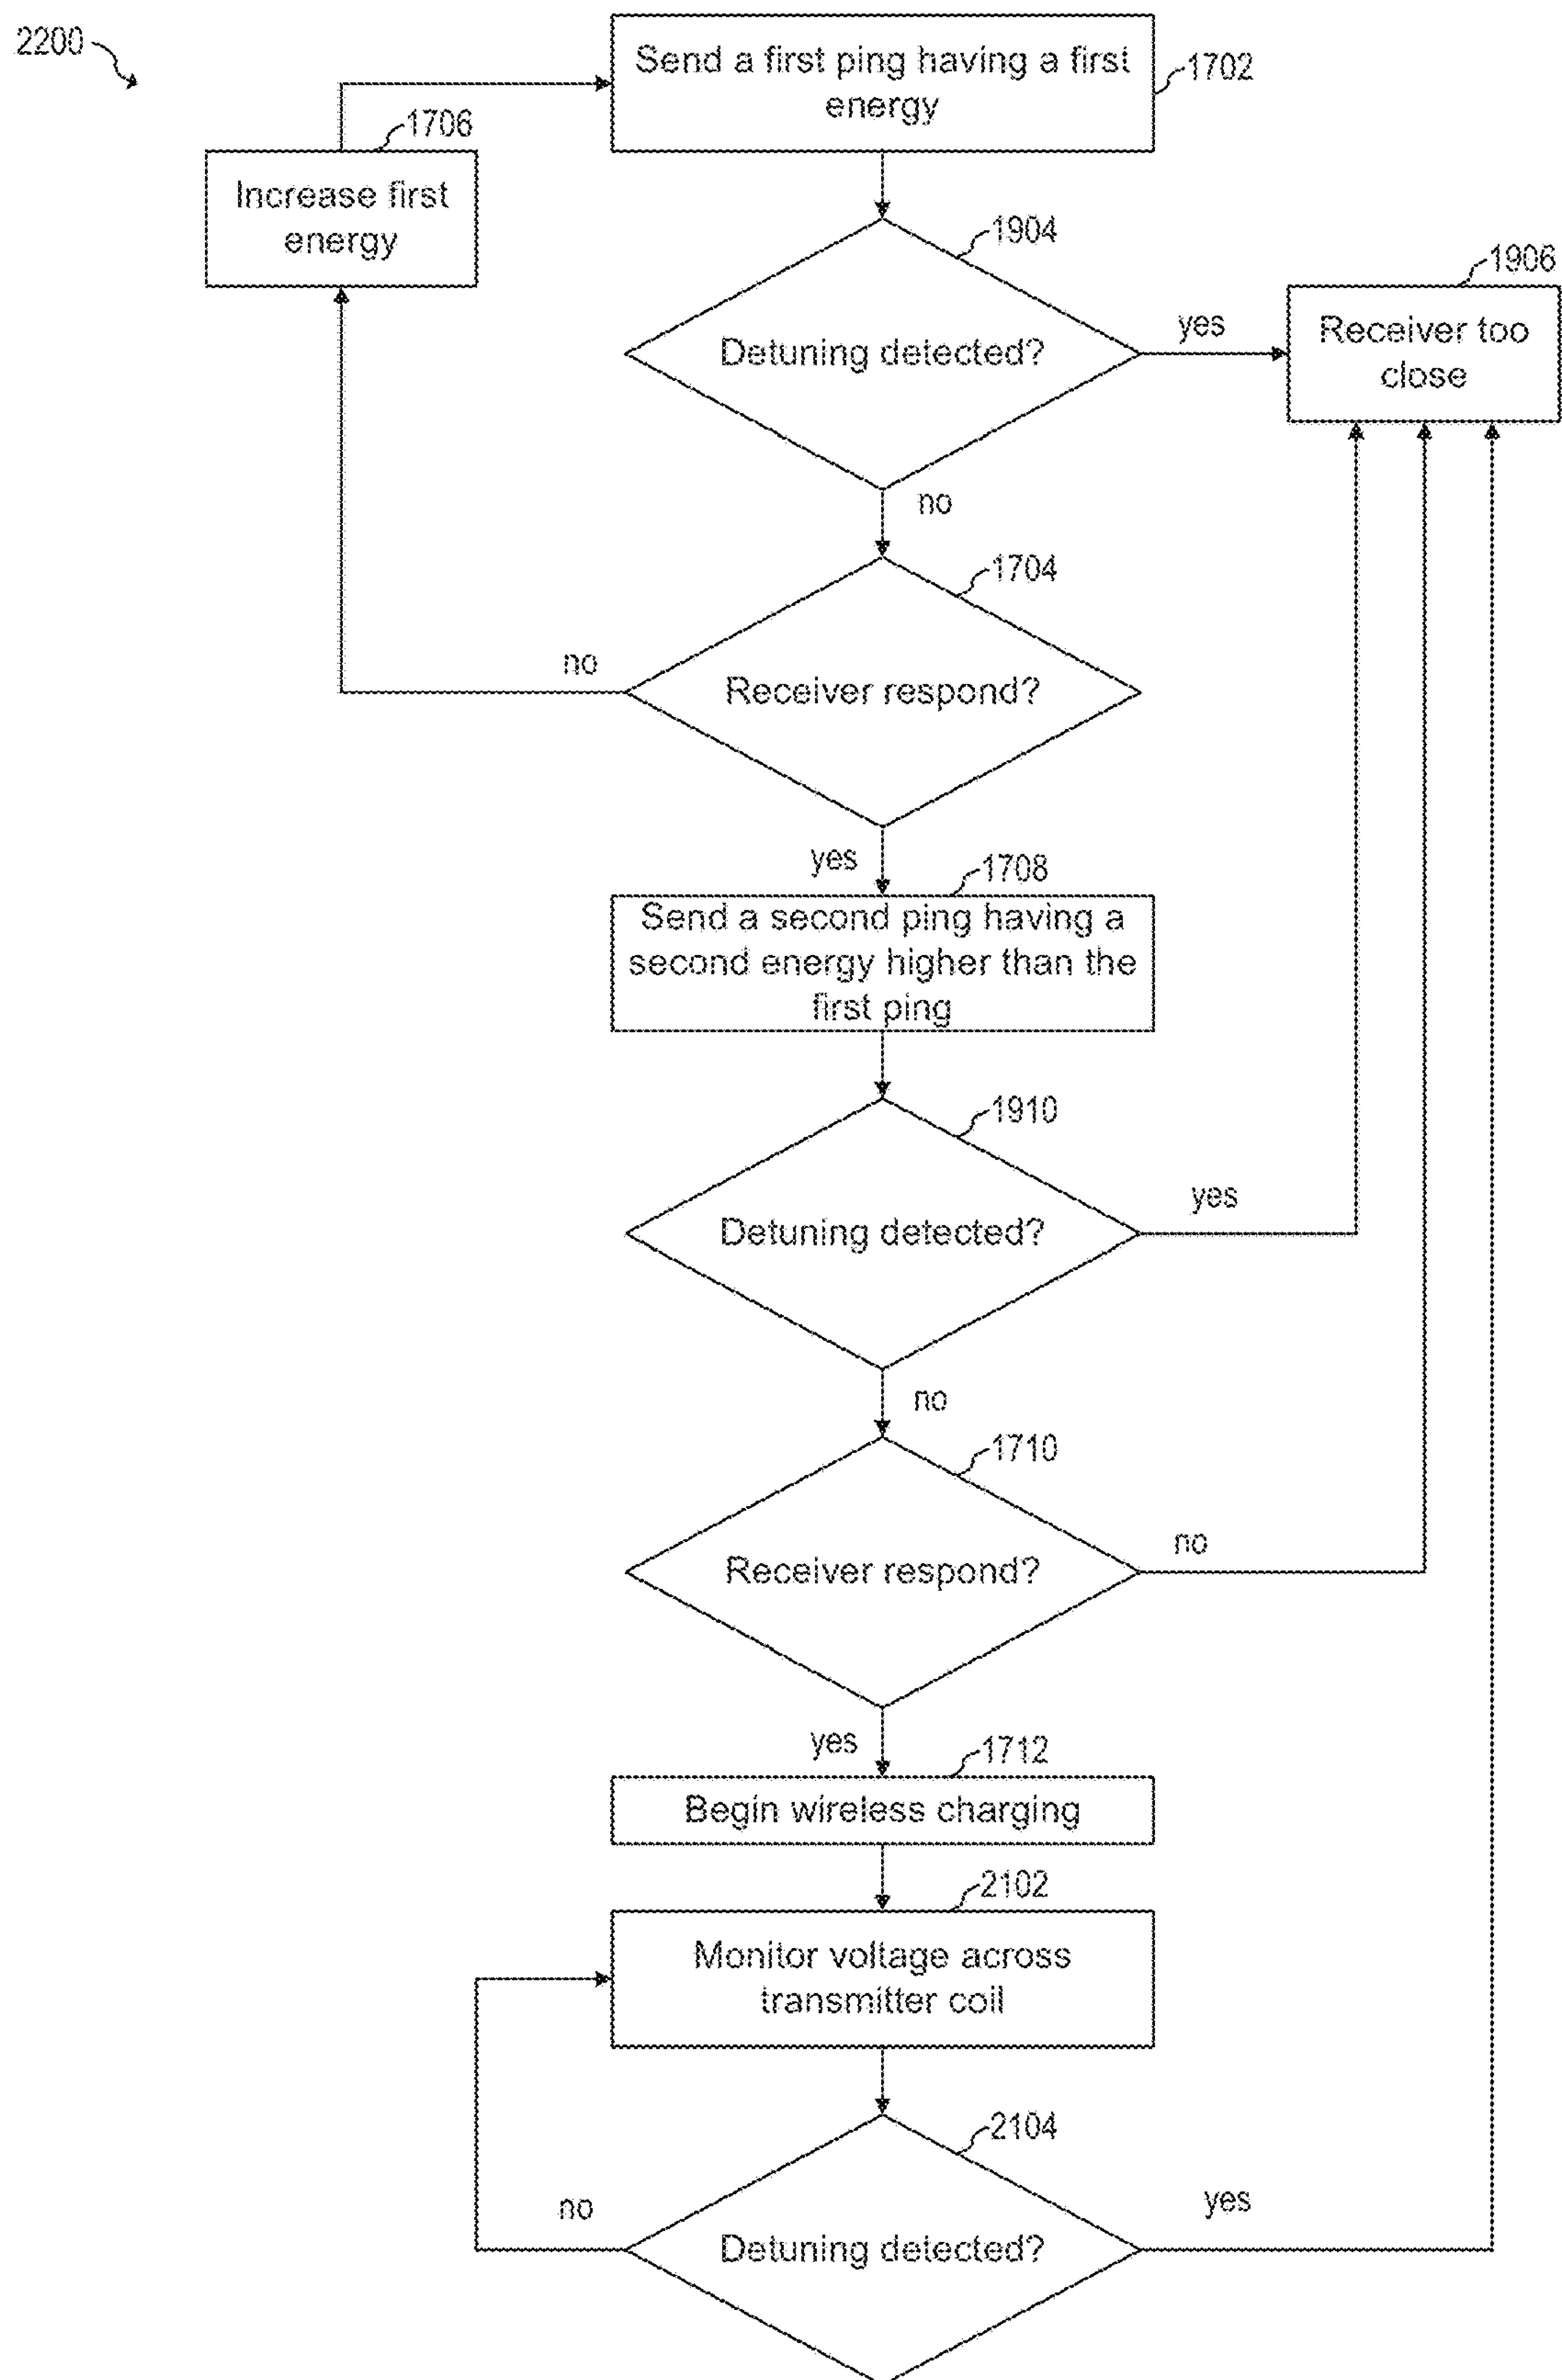 2200
Send a first ping having a first
energy
1702
1706
Increase first
energy
1904
Detuning detected?
yes
1906
Receiver too
close
no
1704
Receiver respond?
no
yes
1708
Send a second ping having a
second energy higher than the
first ping
1910
Detuning detected?
yes
no
1710
Receiver respond?
no
yes
1712
Begin wireless charging
2102
Monitor voltage across
transmitter coil
2104
Detuning detected?
no
yes